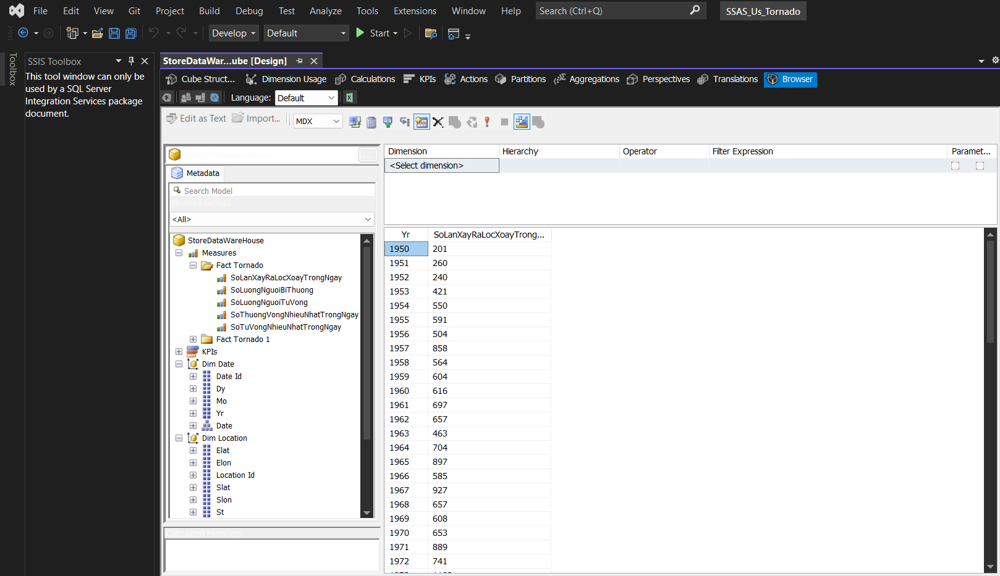 File Edit View Git Project Build Debug Test Analyze Tools Extensions Window Help Search (Ctrl+Q) SSAS_Us_Tornado
Develop Default Start
Toolbox
SSIS Toolbox
This tool window can only be
used by a SQL Server
Integration Services package
document.
StoreDataWar...ube [Design]
Cube Struct... Dimension Usage Calculations KPIs Actions Partitions Aggregations Perspectives Translations Browser
Language: Default
Edit as Text Import... MDX
StoreDataWareHouse
Metadata
Search Model
Measure Group:
<All>
StoreDataWareHouse
Measures
Fact Tornado
SoLanXayRaLocXoayTrongNgay
SoLuongNguoiBiThuong
SoLuongNguoiTuVong
SoThuongVongNhieuNhatTrongNgay
SoTuVongNhieuNhatTrongNgay
Fact Tornado 1
KPIs
Dim Date
Date Id
Dy
Mo
Yr
Date
Dim Location
Elat
Elon
Location Id
Slat
Slon
St
Calculated Members
Dimension Hierarchy Operator Filter Expression Paramet...
<Select dimension>
Yr SoLanXayRaLocXoayTrong...
1950 201
1951 260
1952 240
1953 421
1954 550
1955 591
1956 504
1957 858
1958 564
1959 604
1960 616
1961 697
1962 657
1963 463
1964 704
1965 897
1966 585
1967 927
1968 657
1969 608
1970 653
1971 889
1972 741